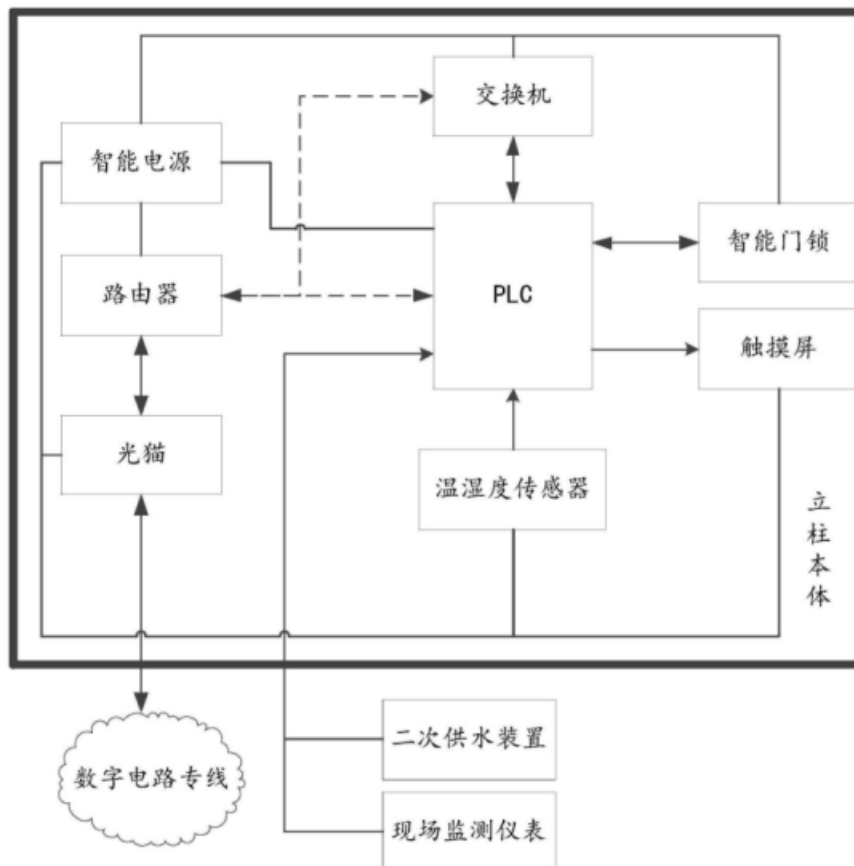 交换机
智能电源
智能门锁
路由器
PLC
触摸屏
光猫
温湿度传感器
立柱本体
二次供水装置
数字电路专线
现场监测仪表